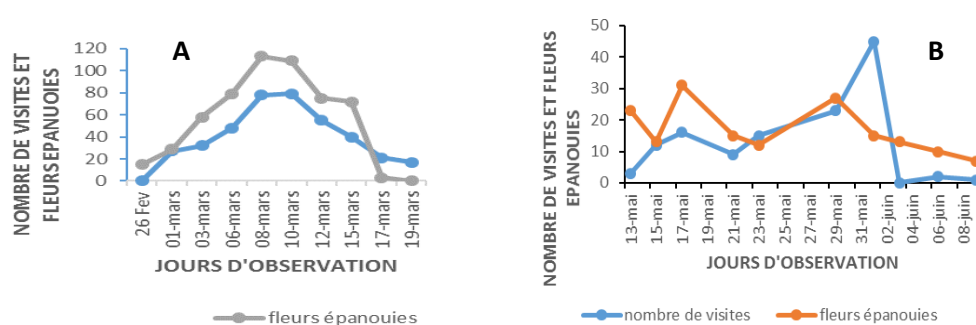 A
NOMBRE DE VISITES ET
FLEURSEPANUOIES
120
100
80
60
40
20
0
26 Fev
01-mars
03-mars
06-mars
08-mars
10-mars
12-mars
15-mars
17-mars
19-mars
JOURS D'OBSERVATION
fleurs épanouies
B
NOMBRE DE VISITES ET FLEURS
EPANOUIES
50
40
30
20
10
0
13-mai
15-mai
17-mai
19-mai
21-mai
23-mai
25-mai
27-mai
29-mai
31-mai
02-juin
04-juin
06-juin
08-juin
JOURS D'OBSERVATION
nombre de visites
fleurs épanouies